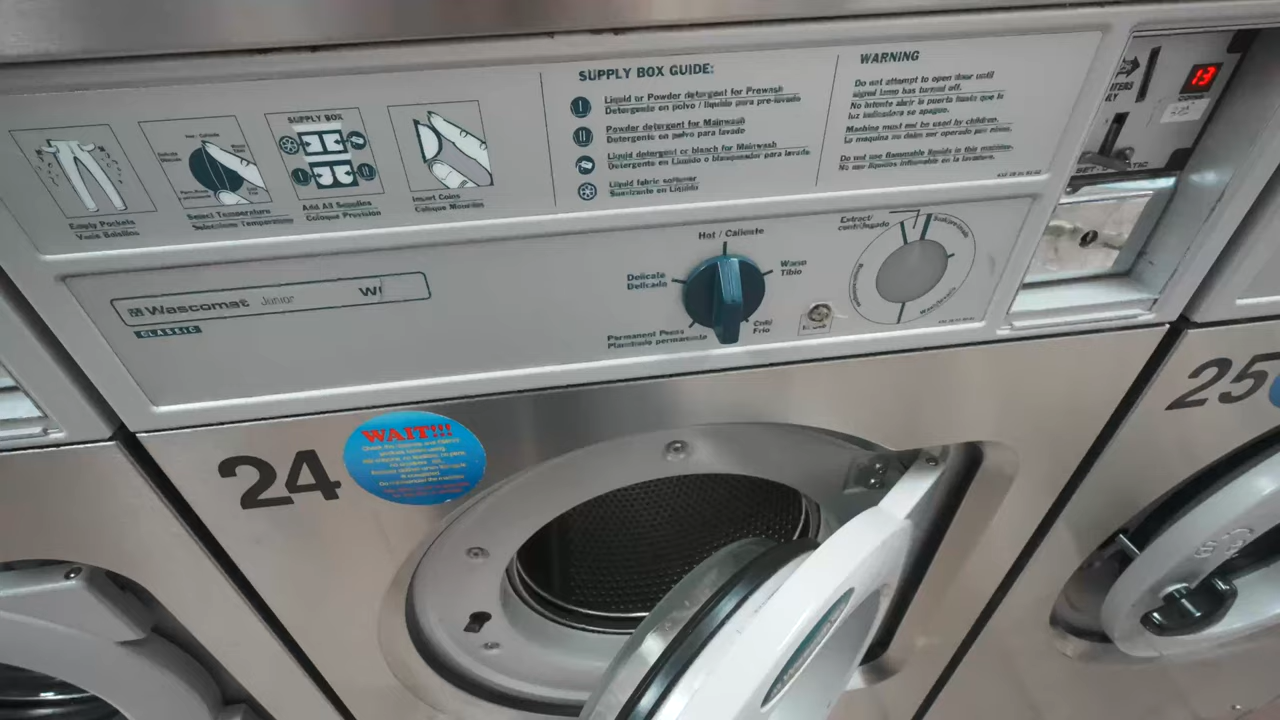 Empty Pockets
Vacie Bolsillos
Select Temperature
Seleccione Temperatura
SUPPLY BOX
Add All Supplies
Coloque Provision
Insert Coins
Coloque Monedas
SUPPLY BOX GUIDE:
Liquid or Powder detergent for Prewash
Detergente en polvo / liquido para pre-lavado
Powder detergent for Mainwash
Detergente en polvo para lavado
Liquid detergent or bleach for Mainwash
Detergente en Liquido o blanqueador para lavado
Liquid fabric softener
Suavizante en Liquido
WARNING
Do not attempt to open door until
signal lamp has turned off.
No intente abrir la puerta hasta que la
luz indicadora se apague.
Machine must not be used by children.
La maquina no debe ser operada por niños.
Do not use flammable liquids in this machine.
No use liquidos inflamable en la lavadora.
13
Wascomat Junior W
CLASSIC
Hot / Caliente
Warm
Tibio
Cold
Frio
Delicate
Delicado
Permanent Press
Planchado permanente
Extract/
centrifugado
24
WAIT!!!
25